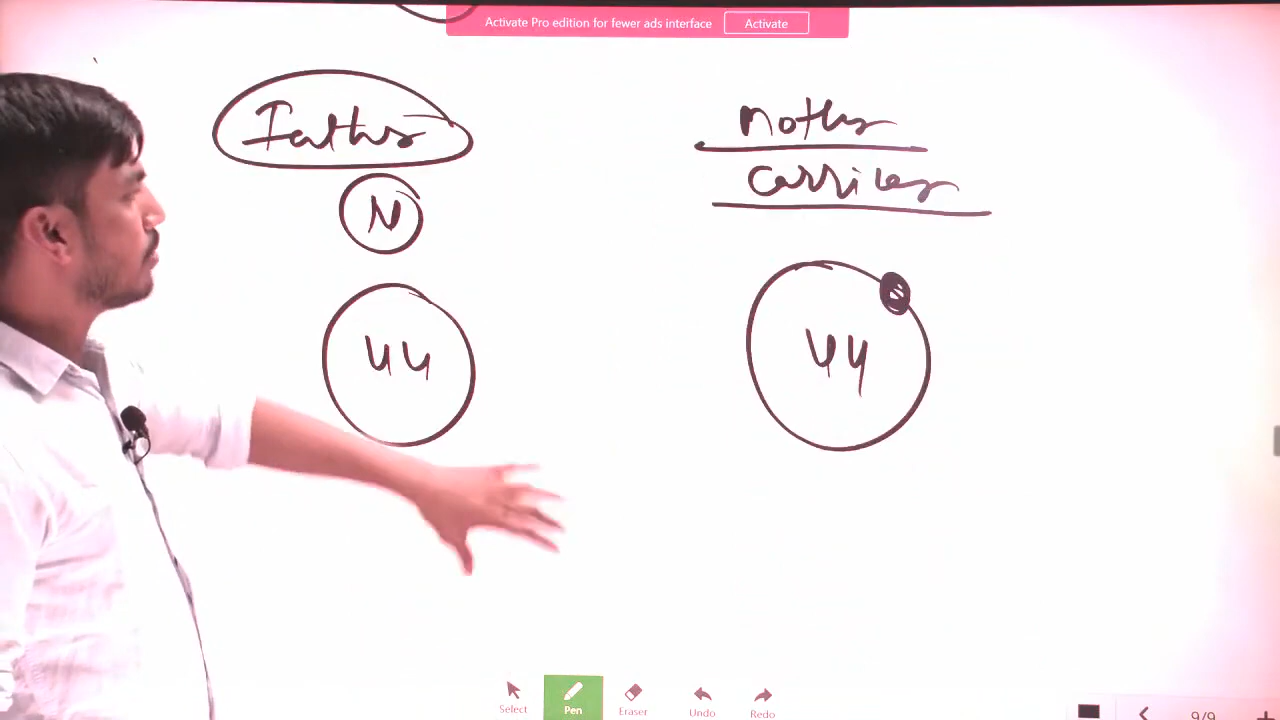 Activate Pro edition for fewer ads interface Activate
Father
Mother
Carrier
N
44
44
Select Pen Eraser Undo Redo
9/9